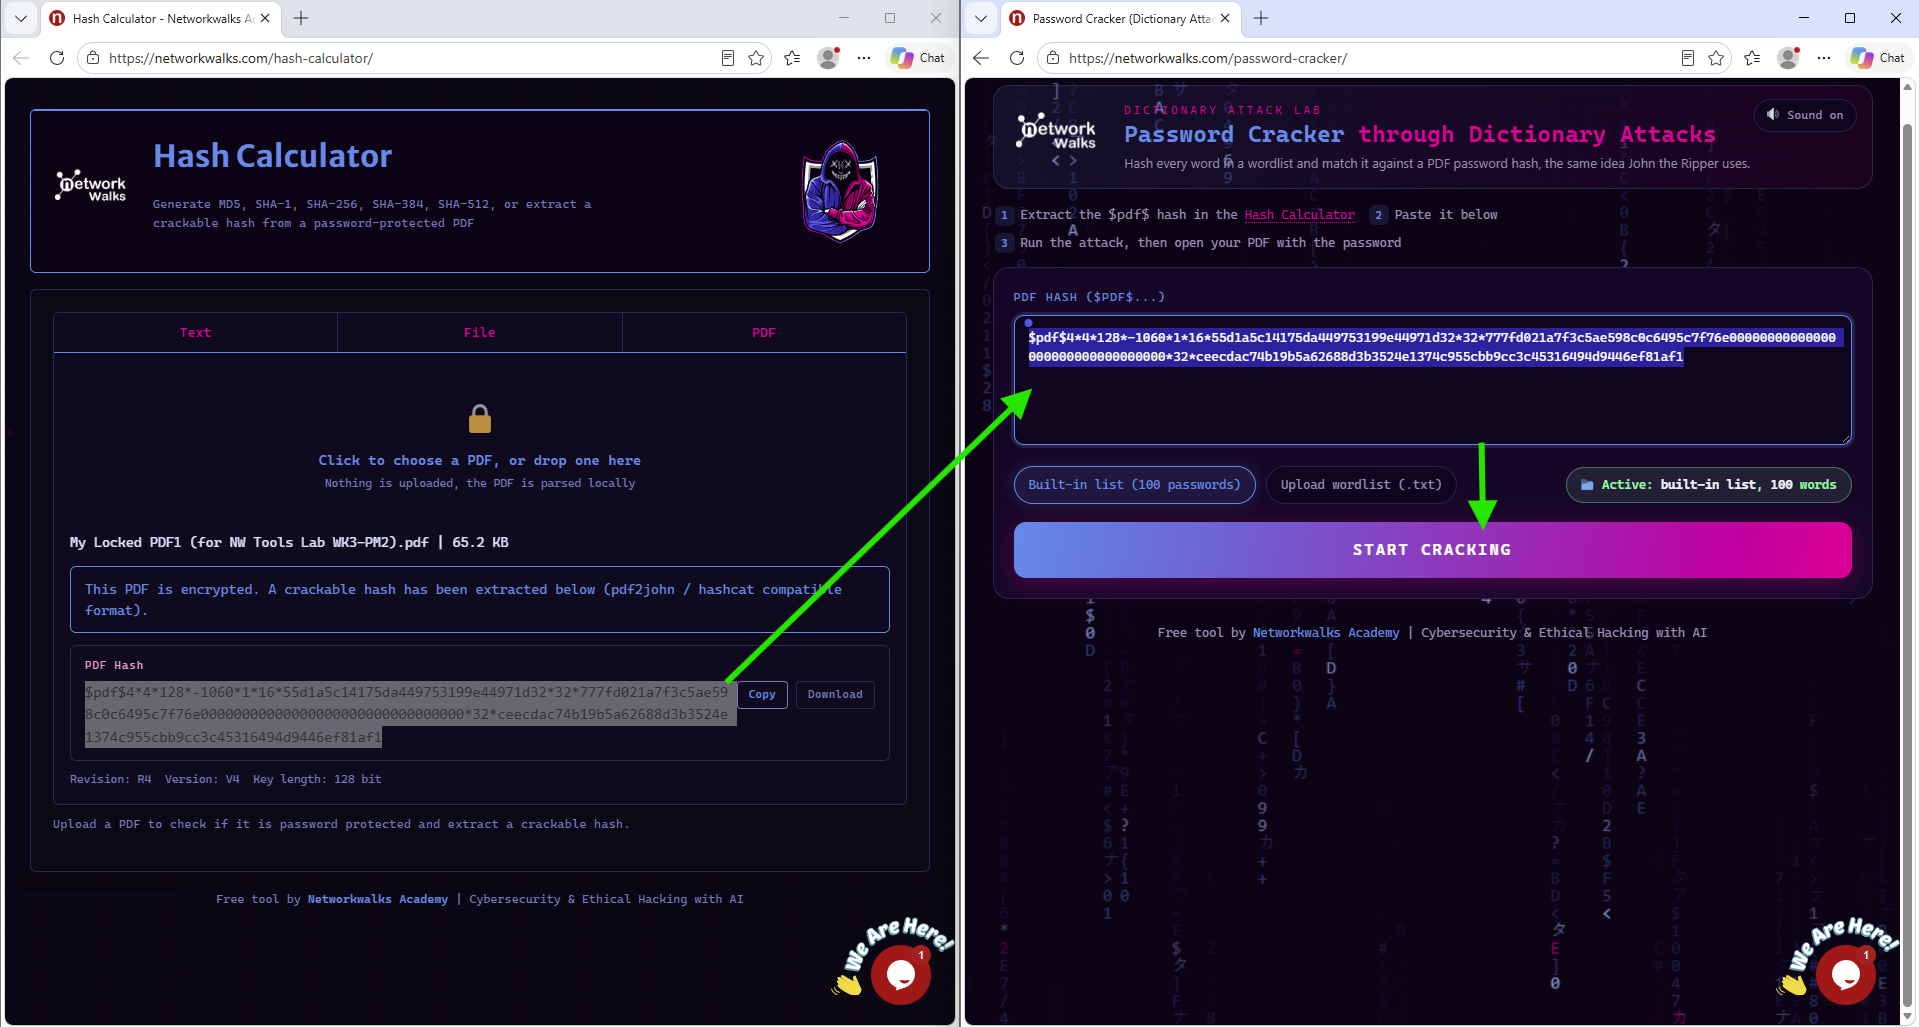 Hash Calculator - Networkwalks Ac
https://networkwalks.com/hash-calculator/
Chat
network
Walks
Hash Calculator
Generate MD5, SHA-1, SHA-256, SHA-384, SHA-512, or extract a
crackable hash from a password-protected PDF
Text
File
PDF
Click to choose a PDF, or drop one here
Nothing is uploaded, the PDF is parsed locally
My Locked PDF1 (for NW Tools Lab WK3-PM2).pdf | 65.2 KB
This PDF is encrypted. A crackable hash has been extracted below (pdf2john / hashcat compatible
format).
PDF Hash
$pdf$4*4*128*-1060*1*16*55d1a5c14175da449753199e44971d32*32*777fd021a7f3c5ae59
8c0c6495c7f76e00000000000000000000000000000000*32*ceecdac74b19b5a62688d3b3524e
1374c955cbb9cc3c45316494d9446ef81af1
Copy
Download
Revision: R4 Version: V4 Key length: 128 bit
Upload a PDF to check if it is password protected and extract a crackable hash.
Free tool by Networkwalks Academy | Cybersecurity & Ethical Hacking with AI
We Are Here!
1
Password Cracker (Dictionary Attac
https://networkwalks.com/password-cracker/
Chat
network
Walks
DICTIONARY ATTACK LAB
Password Cracker through Dictionary Attacks
Hash every word in a wordlist and match it against a PDF password hash, the same idea John the Ripper uses.
Sound on
1 Extract the $pdf$ hash in the Hash Calculator 2 Paste it below
3 Run the attack, then open your PDF with the password
PDF HASH ($PDF$...)
$pdf$4*4*128*-1060*1*16*55d1a5c14175da449753199e44971d32*32*777fd021a7f3c5ae598c0c6495c7f76e00000000000000
000000000000000000*32*ceecdac74b19b5a62688d3b3524e1374c955cbb9cc3c45316494d9446ef81af1
Built-in list (100 passwords)
Upload wordlist (.txt)
Active: built-in list, 100 words
START CRACKING
Free tool by Networkwalks Academy | Cybersecurity & Ethical Hacking with AI
We Are Here!
1